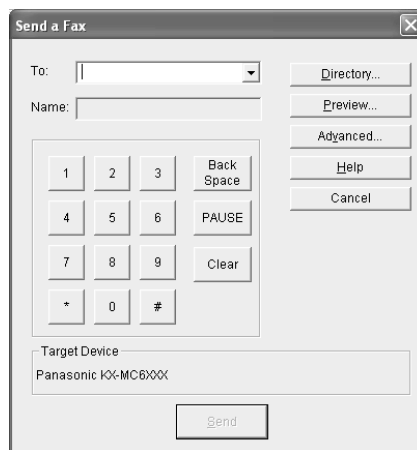 Send a Fax
To:
Directory...
Name:
Preview...
Advanced...
Help
Cancel
1 2 3 Back Space
4 5 6 PAUSE
7 8 9 Clear
* 0 #
Target Device
Panasonic KX-MC6XXX
Send